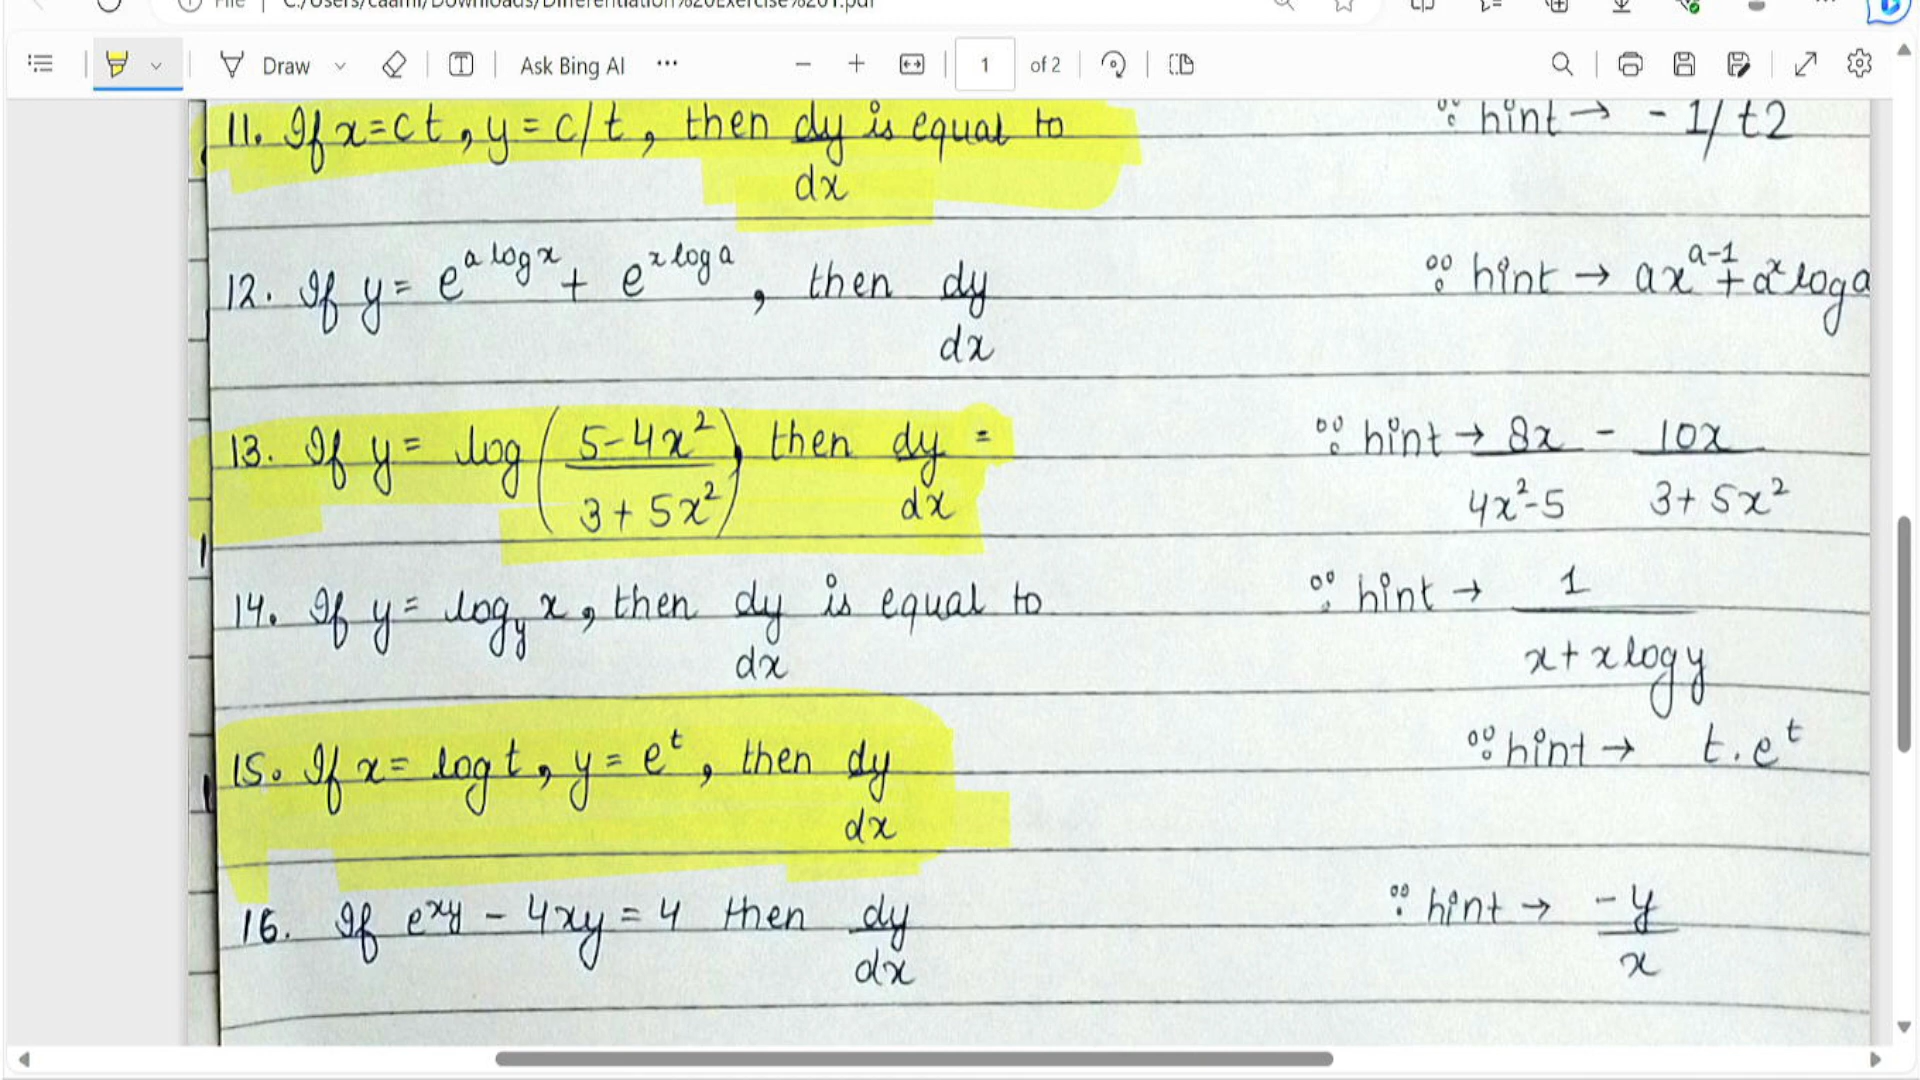 Draw
Ask Bing AI
1 of 2
11. If x=ct, y=c/t, then dy/dx is equal to ∵ hint → -1/t2
12. If y = e^(a log x) + e^(x log a), then dy/dx ∵ hint → ax^(a-1) + a^x log a
13. If y = log((5-4x²)/(3+5x²)), then dy/dx = ∵ hint → 8x/(4x²-5) - 10x/(3+5x²)
14. If y = log_y x, then dy/dx is equal to ∵ hint → 1/(x+x log y)
15. If x = log t, y = e^t, then dy/dx ∵ hint → t.e^t
16. If e^(xy) - 4xy = 4 then dy/dx ∵ hint → -y/x